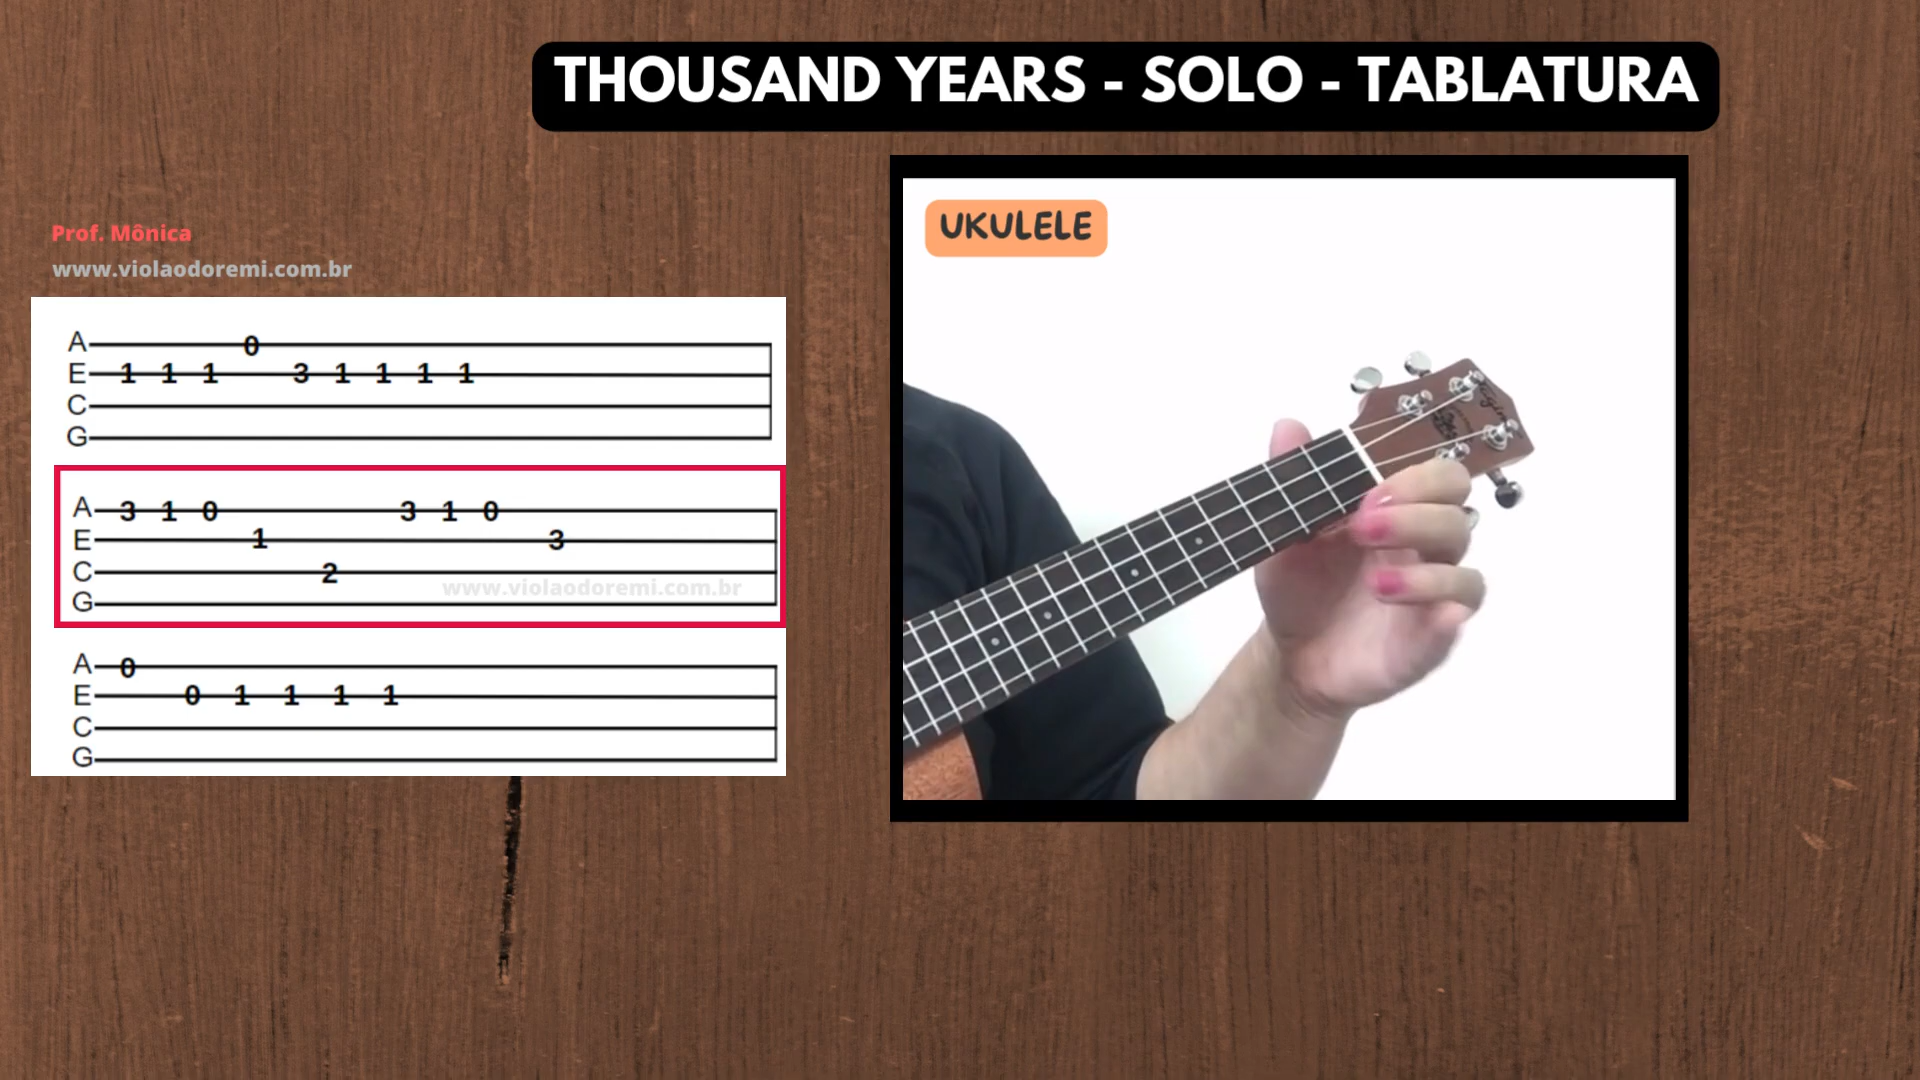 THOUSAND YEARS - SOLO - TABLATURA
UKULELE
Prof. Mônica
www.violaodoremi.com.br
A 0
E 1 1 1 3 1 1 1 1
C
G
A 3 1 0 3 1 0
E 1 3
C 2
www.violaodoremi.com.br
G
A 0
E 0 1 1 1 1
C
G